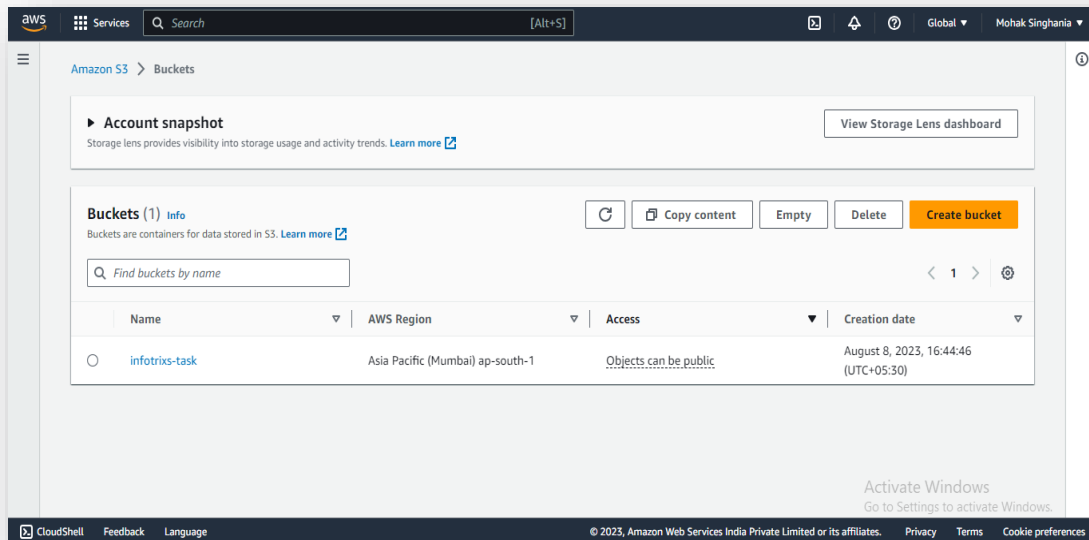 aws Services Search [Alt+S] Global ▼ Mohak Singhania ▼
Amazon S3 > Buckets
▶ Account snapshot
View Storage Lens dashboard
Storage lens provides visibility into storage usage and activity trends. Learn more
Buckets (1) Info
Copy content Empty Delete Create bucket
Buckets are containers for data stored in S3. Learn more
Find buckets by name
< 1 >
Name AWS Region Access Creation date
infotrixs-task Asia Pacific (Mumbai) ap-south-1 Objects can be public August 8, 2023, 16:44:46
(UTC+05:30)
Activate Windows
Go to Settings to activate Windows.
CloudShell Feedback Language © 2023, Amazon Web Services India Private Limited or its affiliates. Privacy Terms Cookie preferences